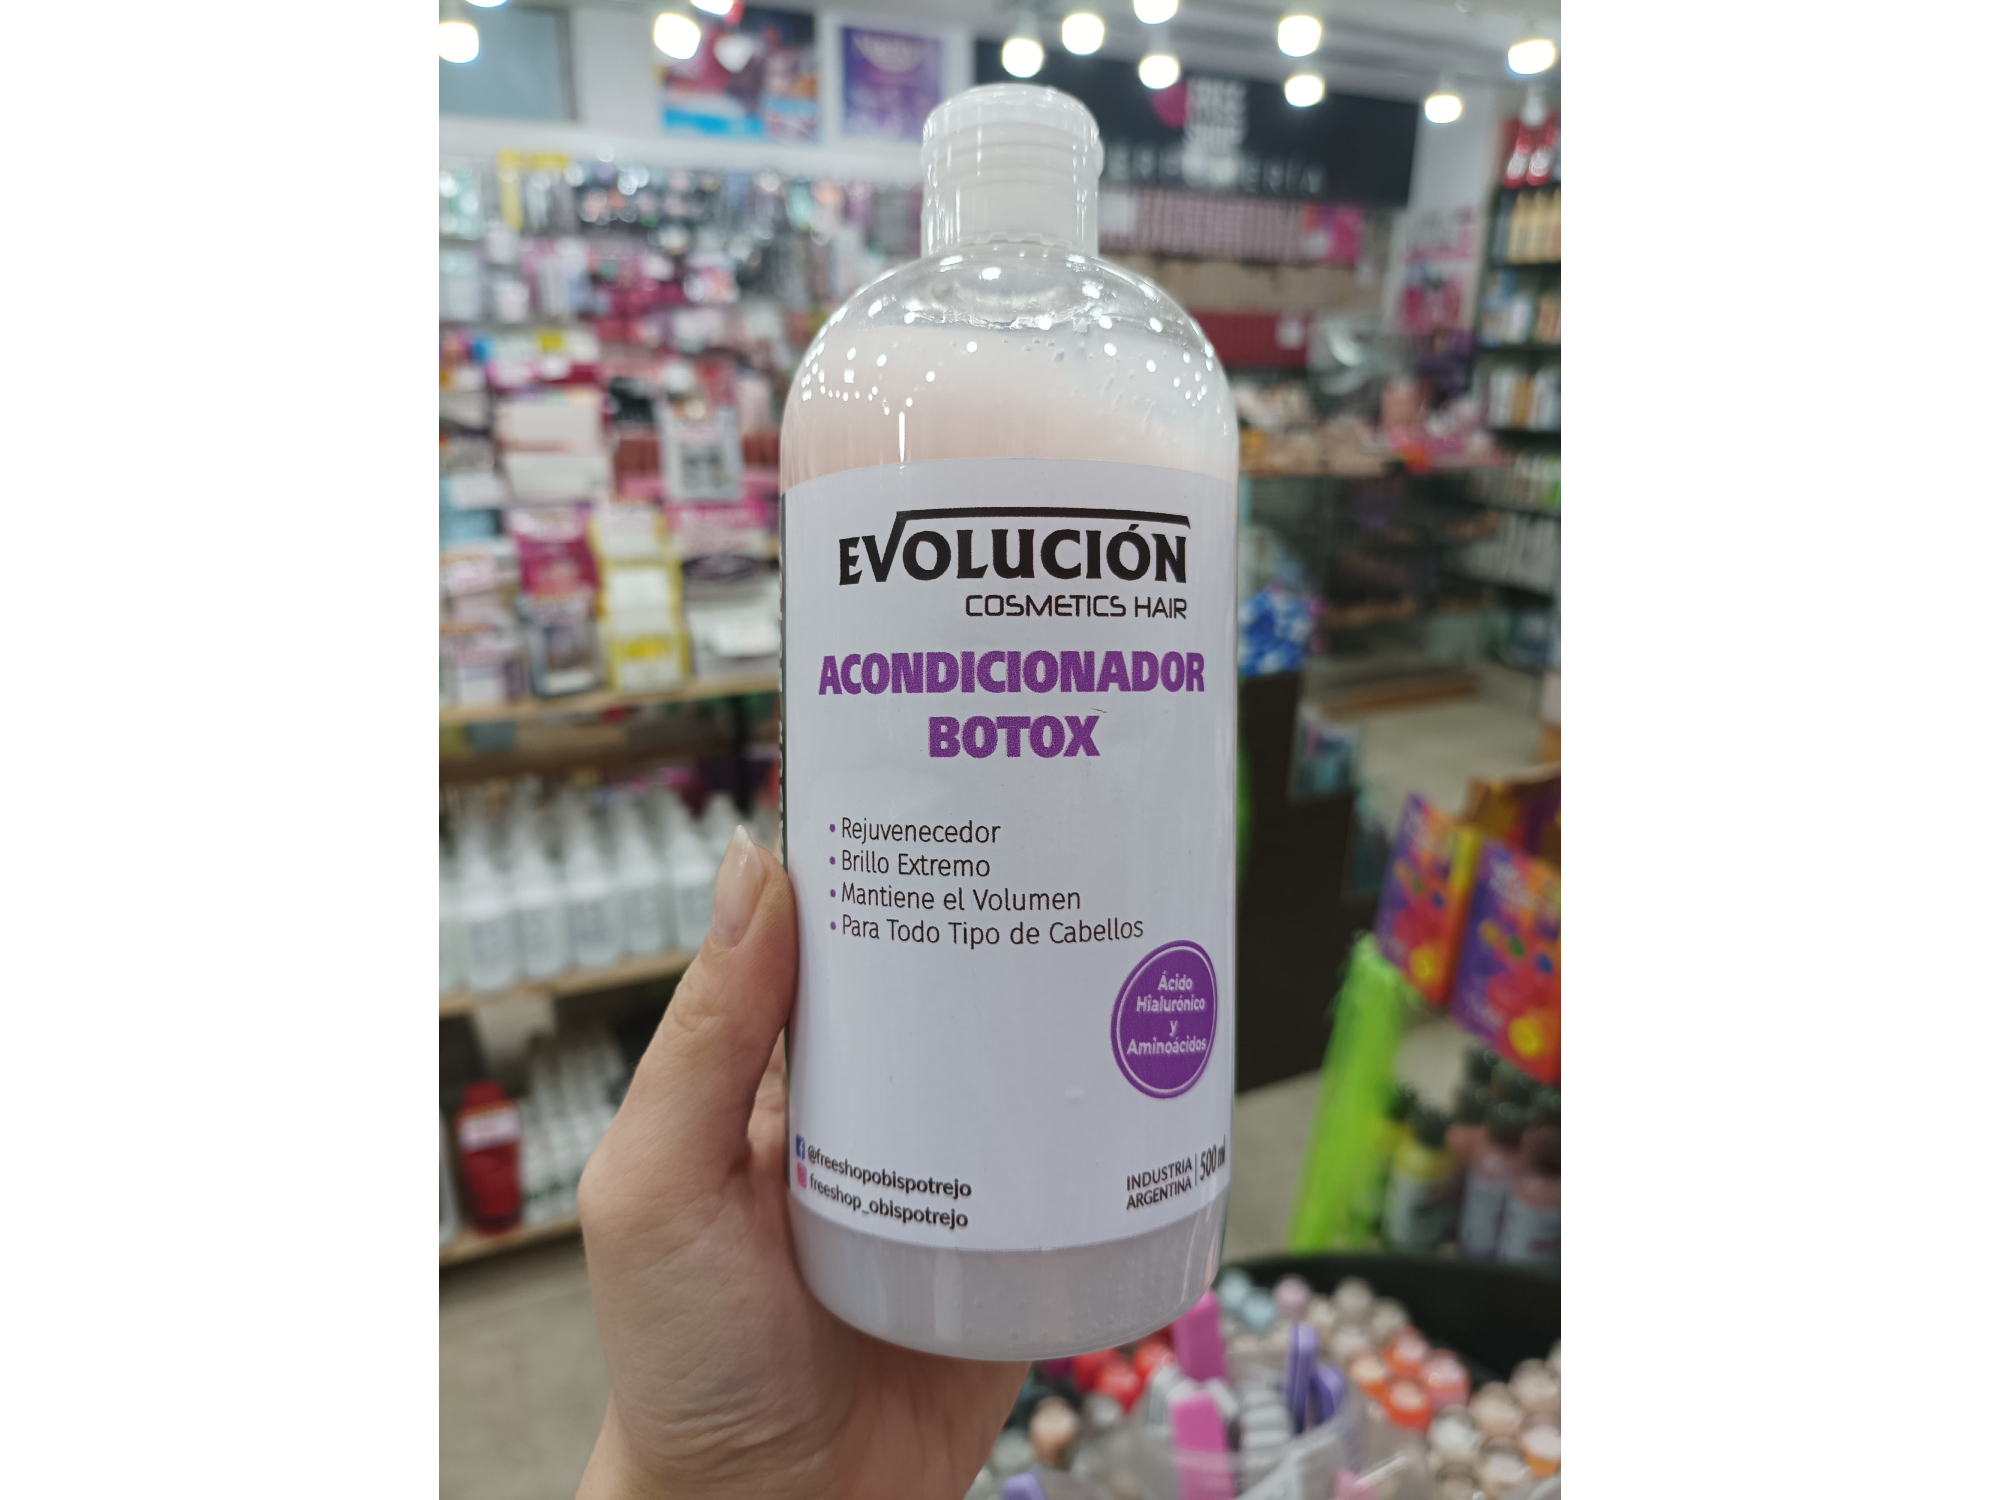 EVOLUCIÓN
COSMETICS HAIR
ACONDICIONADOR
BOTOX
• Rejuvenecedor
• Brillo Extremo
• Mantiene el Volumen
• Para Todo Tipo de Cabellos
Ácido
Hialurónico
y
Aminoácidos
@freeshopobispotrejo
freeshop_obispotrejo
INDUSTRIA
ARGENTINA
500 ml